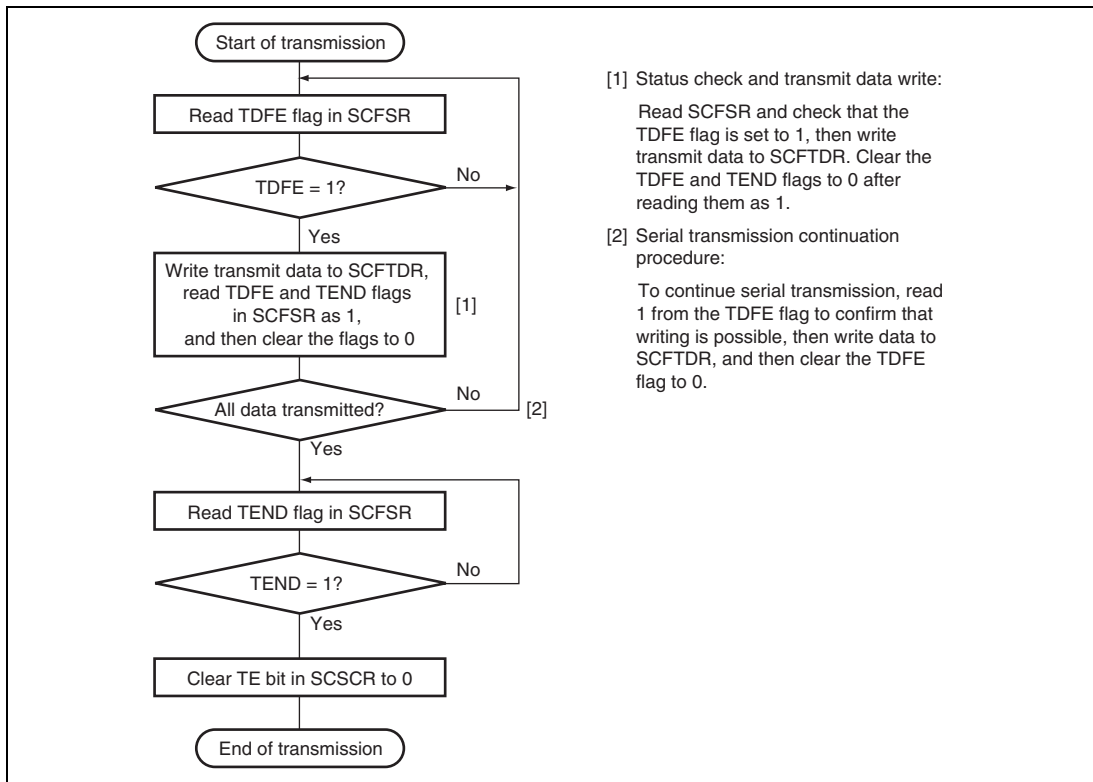 Start of transmission
Read TDFE flag in SCFSR
TDFE = 1?
No
Yes
Write transmit data to SCFTDR,
read TDFE and TEND flags
in SCFSR as 1,
and then clear the flags to 0
[1]
All data transmitted?
No
[2]
Yes
Read TEND flag in SCFSR
TEND = 1?
No
Yes
Clear TE bit in SCSCR to 0
End of transmission
[1] Status check and transmit data write:
Read SCFSR and check that the
TDFE flag is set to 1, then write
transmit data to SCFTDR. Clear the
TDFE and TEND flags to 0 after
reading them as 1.
[2] Serial transmission continuation
procedure:
To continue serial transmission, read
1 from the TDFE flag to confirm that
writing is possible, then write data to
SCFTDR, and then clear the TDFE
flag to 0.